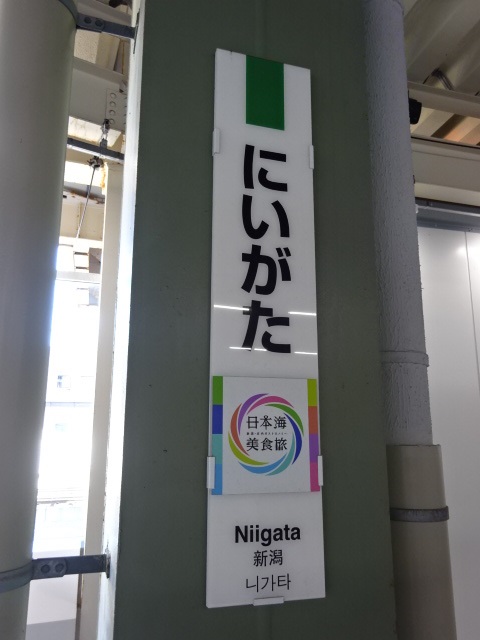 にいがた
日本海
美食旅
Niigata
新潟
니가타